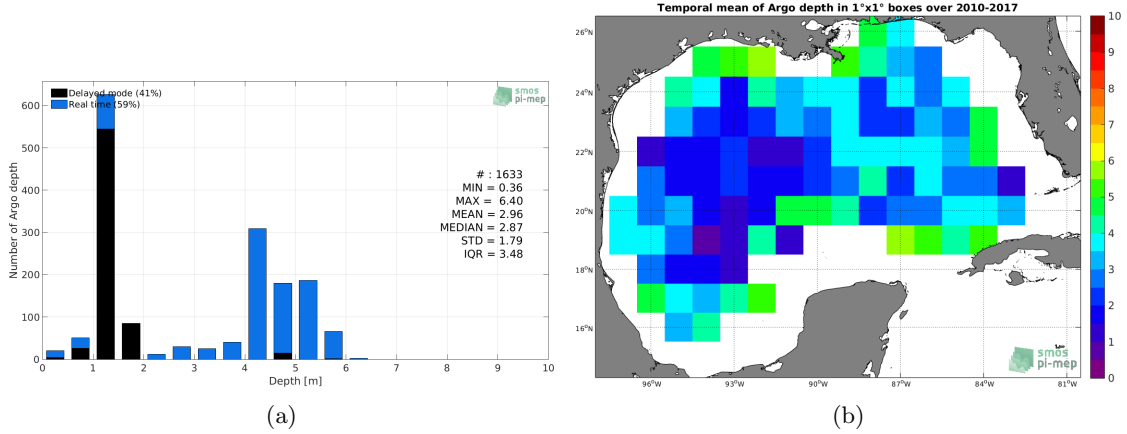 Delayed mode (41%)
Real time (59%)
smos
pi-mep
# : 1633
MIN = 0.36
MAX = 6.40
MEAN = 2.96
MEDIAN = 2.87
STD = 1.79
IQR = 3.48
Number of Argo depth
600
500
400
300
200
100
0
0 1 2 3 4 5 6 7 8 9 10
Depth [m]
(a)
Temporal mean of Argo depth in 1°x1° boxes over 2010-2017
26°N
24°N
22°N
20°N
18°N
16°N
96°W 93°W 90°W 87°W 84°W 81°W
smos
pi-mep
10
9
8
7
6
5
4
3
2
1
0
(b)